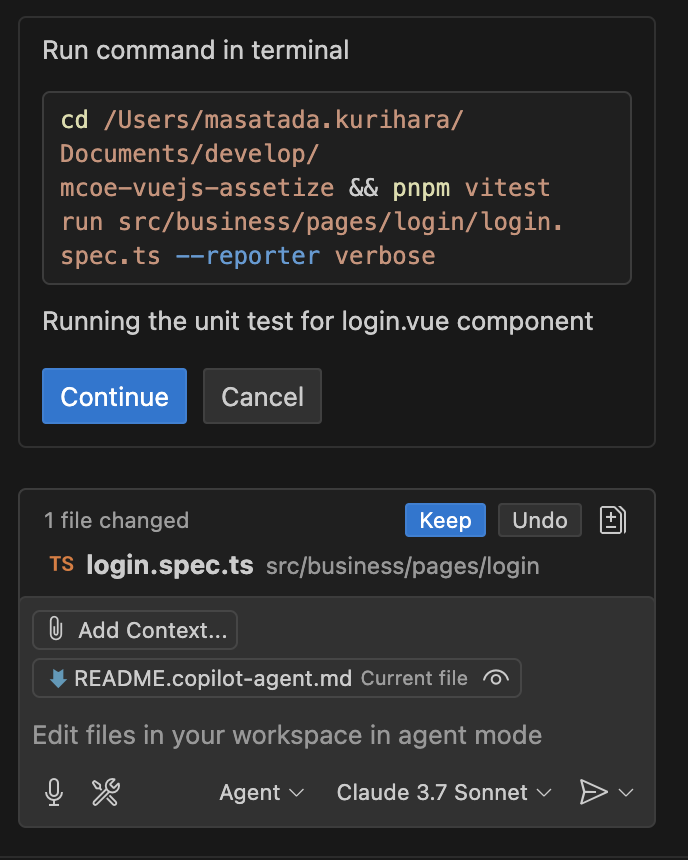 Run command in terminal
cd /Users/masatada.kurihara/
Documents/develop/
mcoe-vuejs-assetize && pnpm vitest
run src/business/pages/login/login.
spec.ts --reporter verbose
Running the unit test for login.vue component
Continue Cancel
1 file changed Keep Undo
TS login.spec.ts src/business/pages/login
Add Context...
README.copilot-agent.md Current file
Edit files in your workspace in agent mode
Agent Claude 3.7 Sonnet